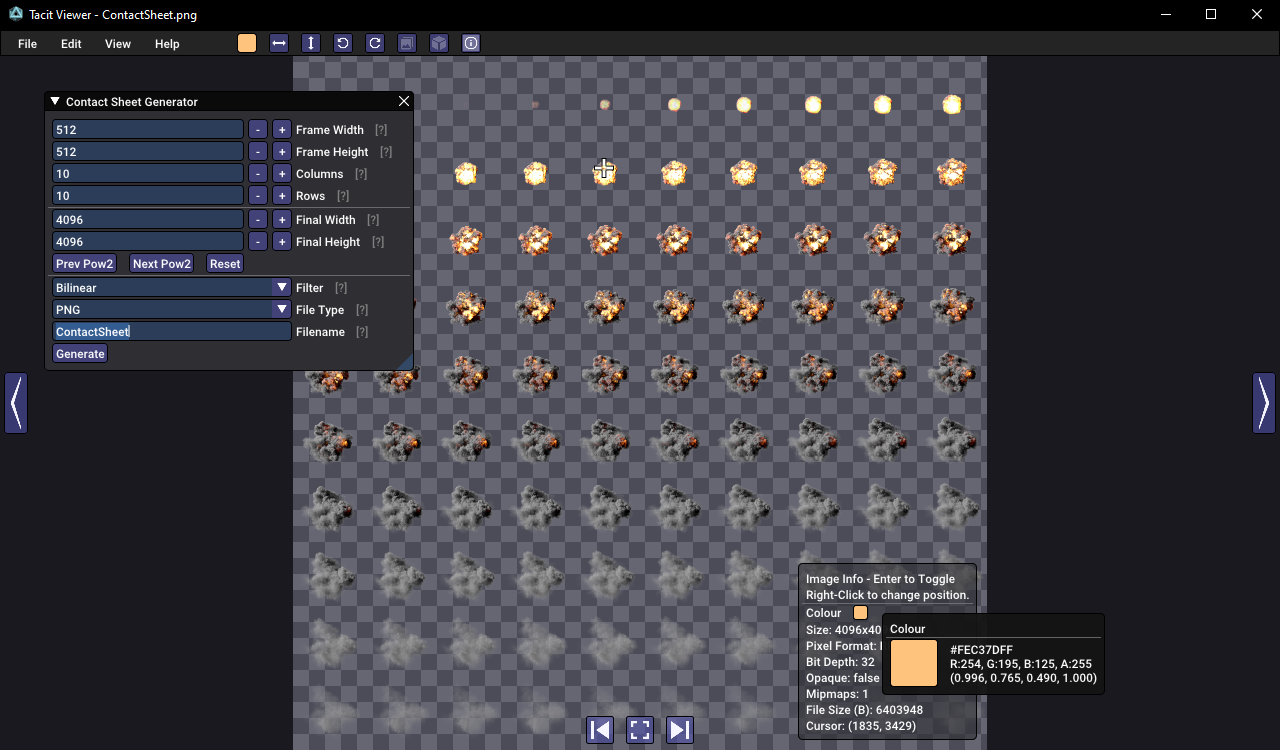 Tacit Viewer - ContactSheet.png
File Edit View Help
Contact Sheet Generator
512 - + Frame Width [?]
512 - + Frame Height [?]
10 - + Columns [?]
10 - + Rows [?]
4096 - + Final Width [?]
4096 - + Final Height [?]
Prev Pow2 Next Pow2 Reset
Bilinear Filter [?]
PNG File Type [?]
ContactSheet Filename [?]
Generate
Image Info - Enter to Toggle
Right-Click to change position.
Colour
Size: 4096x40
Pixel Format:
Bit Depth: 32
Opaque: false
Mipmaps: 1
File Size (B): 6403948
Cursor: (1835, 3429)
Colour
#FEC37DFF
R:254, G:195, B:125, A:255
(0.996, 0.765, 0.490, 1.000)